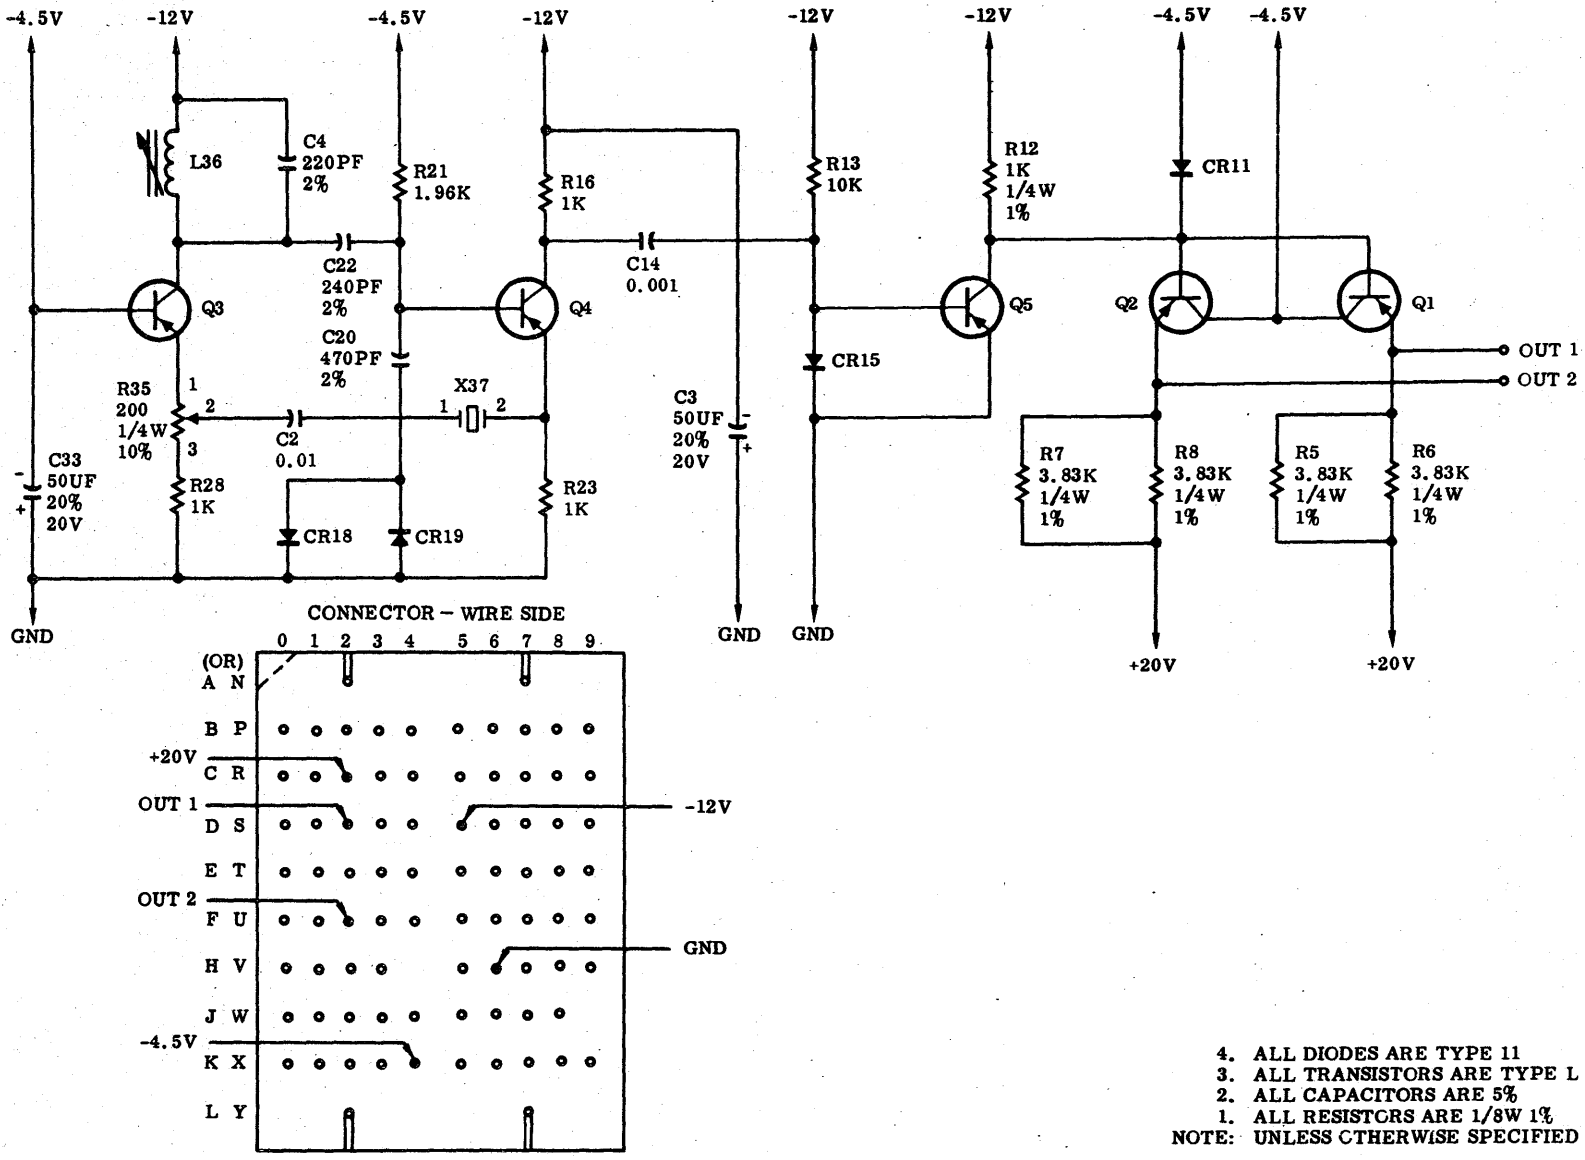 -4.5V -12V -4.5V -12V -12V -12V -4.5V -4.5V
L36
C4
220PF
2%
R21
1.96K
R16
1K
R13
10K
R12
1K
1/4W
1%
CR11
C22
240PF
2%
C14
0.001
Q3
Q4
Q5
Q2
Q1
C20
470PF
2%
CR15
OUT 1
OUT 2
R35
200
1/4W
10%
1
2
3
C2
0.01
X37
1 2
C3
50UF
20%
20V
-
+
C33
50UF
20%
20V
-
+
R28
1K
CR18
CR19
R23
1K
R7
3.83K
1/4W
1%
R8
3.83K
1/4W
1%
R5
3.83K
1/4W
1%
R6
3.83K
1/4W
1%
GND
GND
GND
+20V
+20V
CONNECTOR - WIRE SIDE
0 1 2 3 4 5 6 7 8 9
(OR)
A N
B P
+20V
C R
OUT 1
-12V
D S
E T
OUT 2
F U
GND
H V
J W
-4.5V
K X
L Y
4. ALL DIODES ARE TYPE 11
3. ALL TRANSISTORS ARE TYPE L
2. ALL CAPACITORS ARE 5%
1. ALL RESISTORS ARE 1/8W 1%
NOTE: UNLESS OTHERWISE SPECIFIED